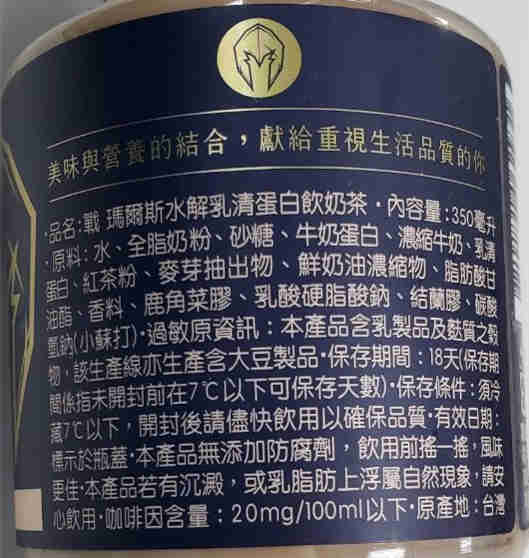 美味與營養的結合，獻給重視生活品質的你
·品名:戰 瑪爾斯水解乳清蛋白飲奶茶·內容量:350毫升
·原料:水、全脂奶粉、砂糖、牛奶蛋白、濃縮牛奶、乳清
蛋白、紅茶粉、麥芽抽出物、鮮奶油濃縮物、脂肪酸甘
油酯、香料、鹿角菜膠、乳酸硬脂酸鈉、結蘭膠、碳酸
氫鈉(小蘇打)·過敏原資訊：本產品含乳製品及麩質之穀
物，該生產線亦生產含大豆製品·保存期間：18天(保存期
間係指未開封前在7℃以下可保存天數)·保存條件:須冷
藏7℃以下，開封後請儘快飲用以確保品質·有效日期:
標示於瓶蓋·本產品無添加防腐劑，飲用前搖一搖，風味
更佳·本產品若有沉澱，或乳脂肪上浮屬自然現象，請安
心飲用·咖啡因含量：20mg/100ml以下·原產地：台灣